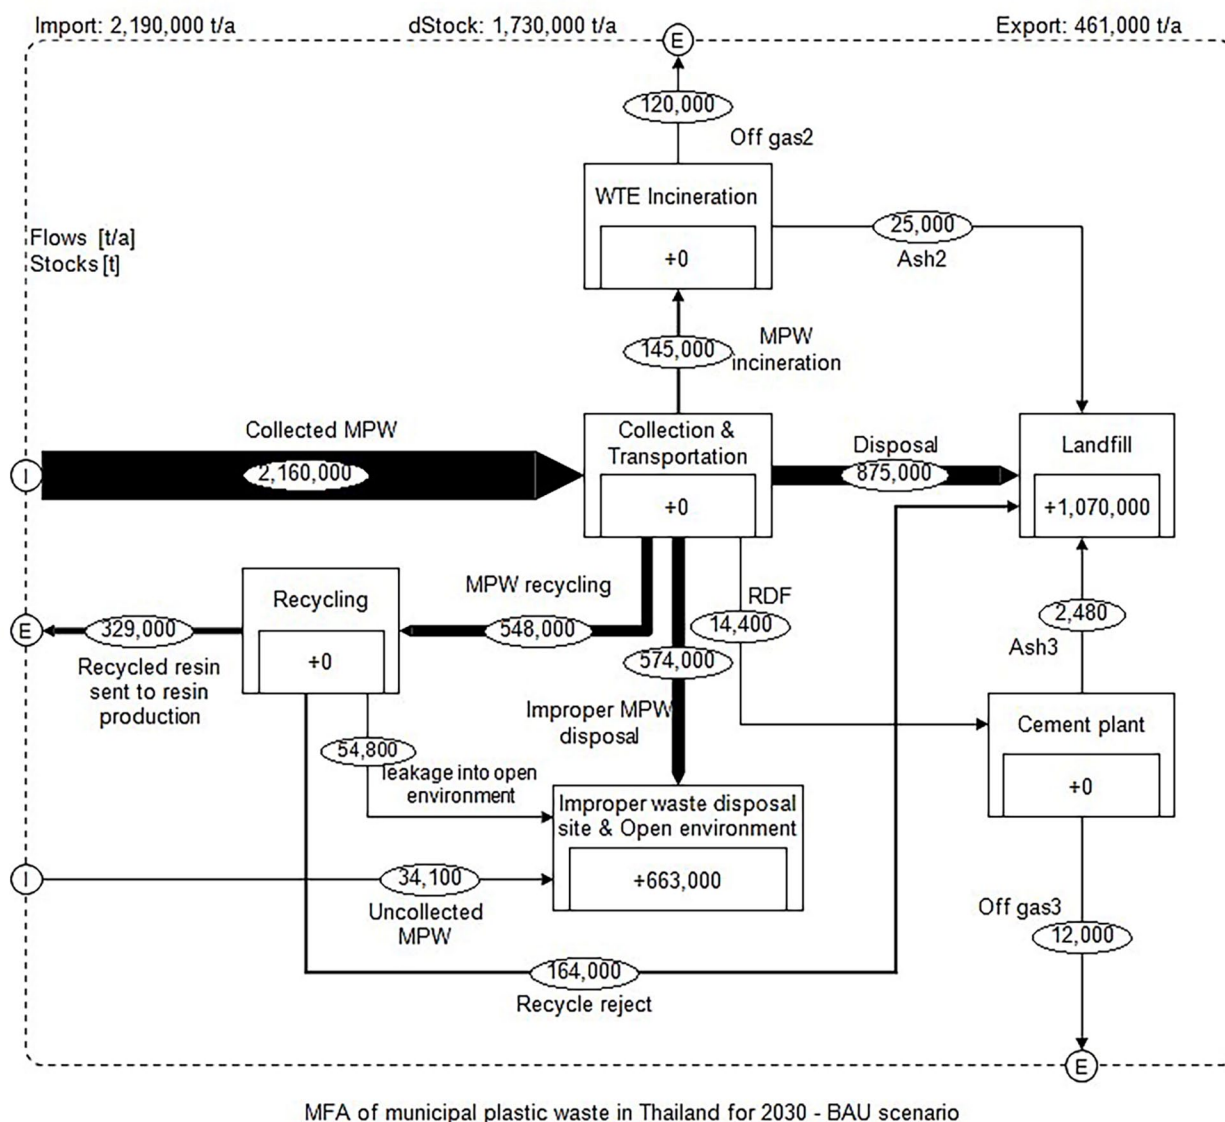 Import: 2,190,000 t/a
dStock: 1,730,000 t/a
Export: 461,000 t/a
E
120,000
Off gas2
WTE Incineration
+0
25,000
Ash2
Flows [t/a]
Stocks [t]
145,000
MPW
incineration
Collected MPW
I
2,160,000
Collection &
Transportation
+0
Disposal
875,000
Landfill
+1,070,000
MPW recycling
548,000
RDF
14,400
2,480
Ash3
Recycling
+0
E
329,000
Recycled resin
sent to resin
production
574,000
Improper MPW
disposal
54,800
leakage into open
environment
Cement plant
+0
Improper waste disposal
site & Open environment
+663,000
I
34,100
Uncollected
MPW
Off gas3
12,000
164,000
Recycle reject
E
MFA of municipal plastic waste in Thailand for 2030 - BAU scenario